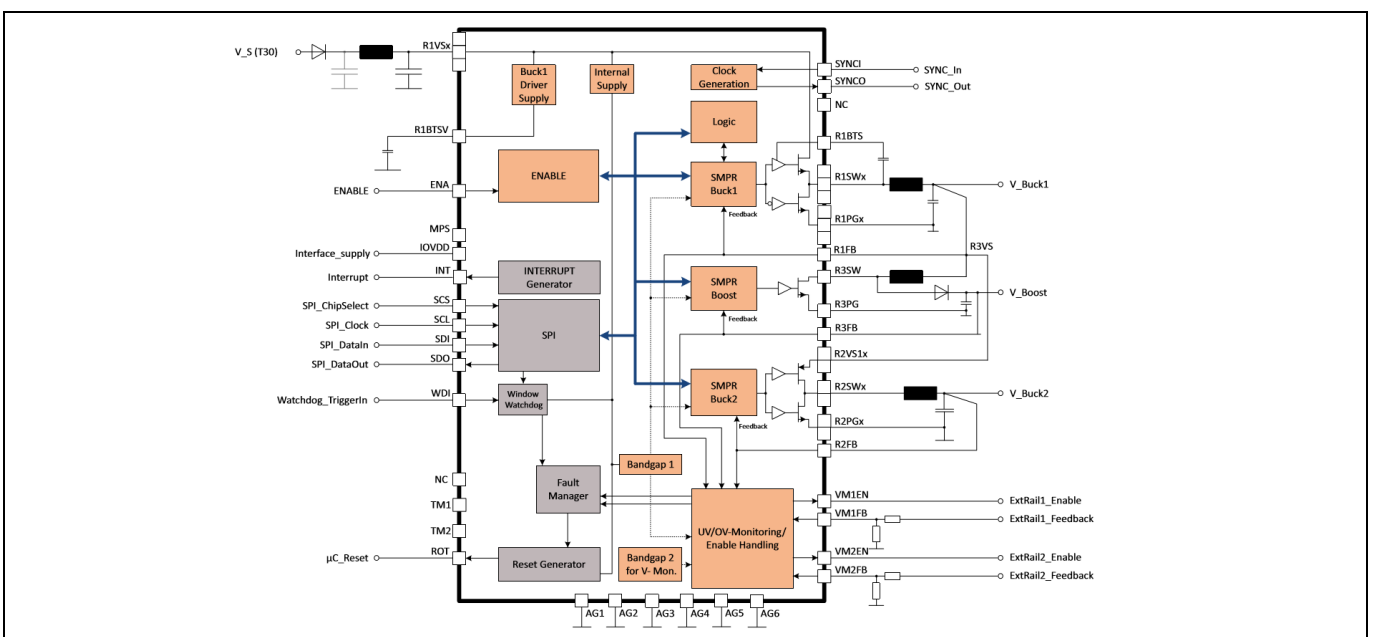 V_S (T30)
R1VSx
Buck1
Driver
Supply
Internal
Supply
Clock
Generation
SYNCI
SYNC_In
SYNCO
SYNC_Out
NC
Logic
R1BTSV
R1BTS
ENABLE
ENA
ENABLE
SMPR
Buck1
Feedback
R1SWx
V_Buck1
R1PGx
MPS
Interface_supply
IOVDD
R1FB
R3VS
Interrupt
INT
INTERRUPT
Generator
SMPR
Boost
Feedback
R3SW
V_Boost
R3PG
SPI_ChipSelect
SCS
SPI_Clock
SCL
SPI_DataIn
SDI
SPI_DataOut
SDO
SPI
R3FB
R2VS1x
Watchdog_TriggerIn
WDI
Window
Watchdog
SMPR
Buck2
Feedback
R2SWx
V_Buck2
R2PGx
R2FB
NC
TM1
TM2
Fault
Manager
Bandgap 1
UV/OV-Monitoring/
Enable Handling
VM1EN
ExtRail1_Enable
VM1FB
ExtRail1_Feedback
µC_Reset
ROT
Reset Generator
Bandgap 2
for V- Mon.
VM2EN
ExtRail2_Enable
VM2FB
ExtRail2_Feedback
AG1
AG2
AG3
AG4
AG5
AG6